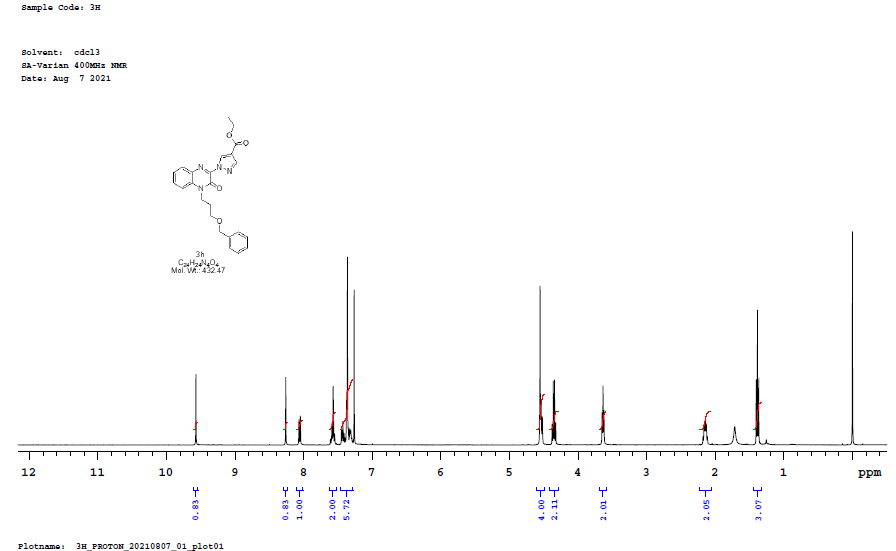 Sample Code: 3H
Solvent: cdcl3
SA-Varian 400MHz NMR
Date: Aug 7 2021
O
O
N
N
N
N
O
O
3h
C24H24N4O4
Mol. Wt.: 432.47
12 11 10 9 8 7 6 5 4 3 2 1 ppm
0.83 0.83 1.00 2.00 5.72 4.00 2.11 2.01 2.05 3.07
Plotname: 3H_PROTON_20210807_01_plot01